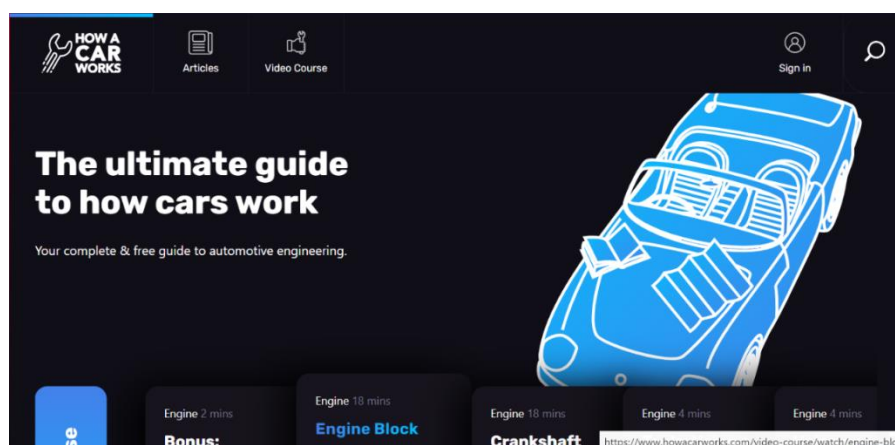 HOW A
CAR
WORKS
Articles
Video Course
Sign in
The ultimate guide
to how cars work
Your complete & free guide to automotive engineering.
Engine 2 mins
Bonus:
Engine 18 mins
Engine Block
Engine 18 mins
Crankshaft
Engine 4 mins
Engine 4 mins
https://www.howacarworks.com/video-course/watch/engine-blo